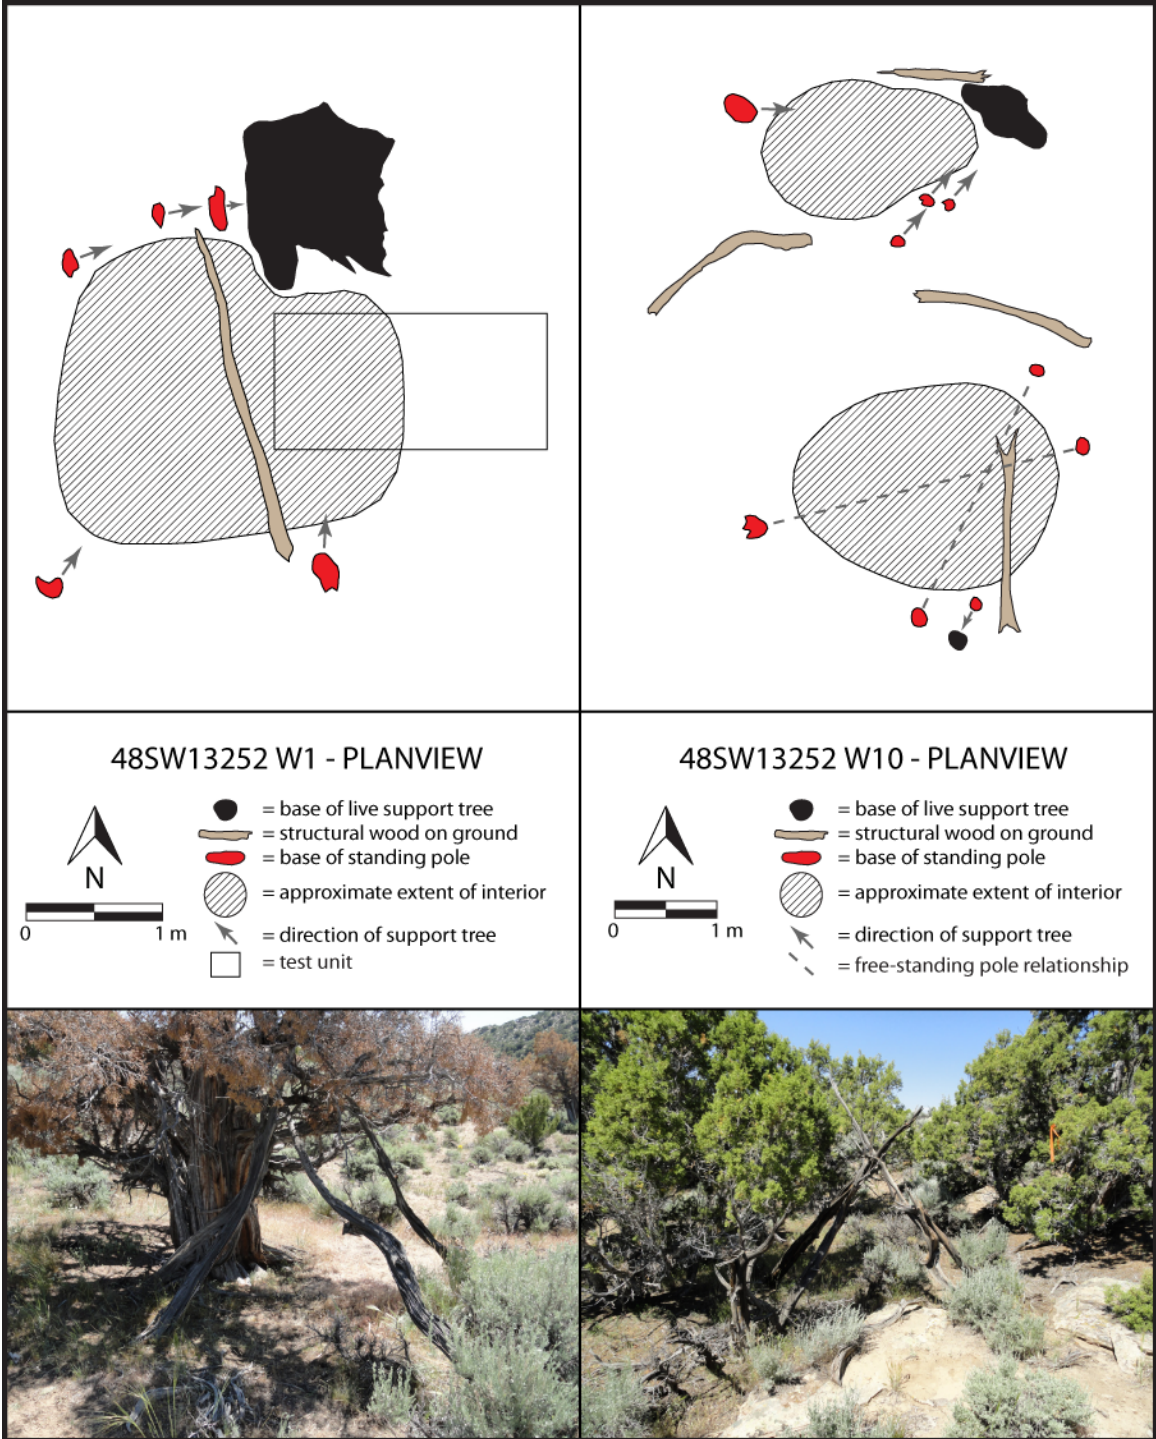 48SW13252 W1 - PLANVIEW
= base of live support tree
= structural wood on ground
= base of standing pole
= approximate extent of interior
= direction of support tree
= test unit
N
0 1 m
48SW13252 W10 - PLANVIEW
= base of live support tree
= structural wood on ground
= base of standing pole
= approximate extent of interior
= direction of support tree
= free-standing pole relationship
N
0 1 m